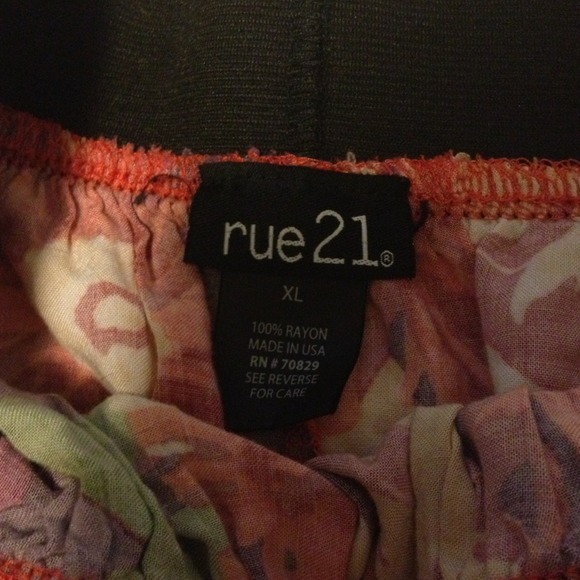 rue21®
XL
100% RAYON
MADE IN USA
RN # 70829
SEE REVERSE
FOR CARE